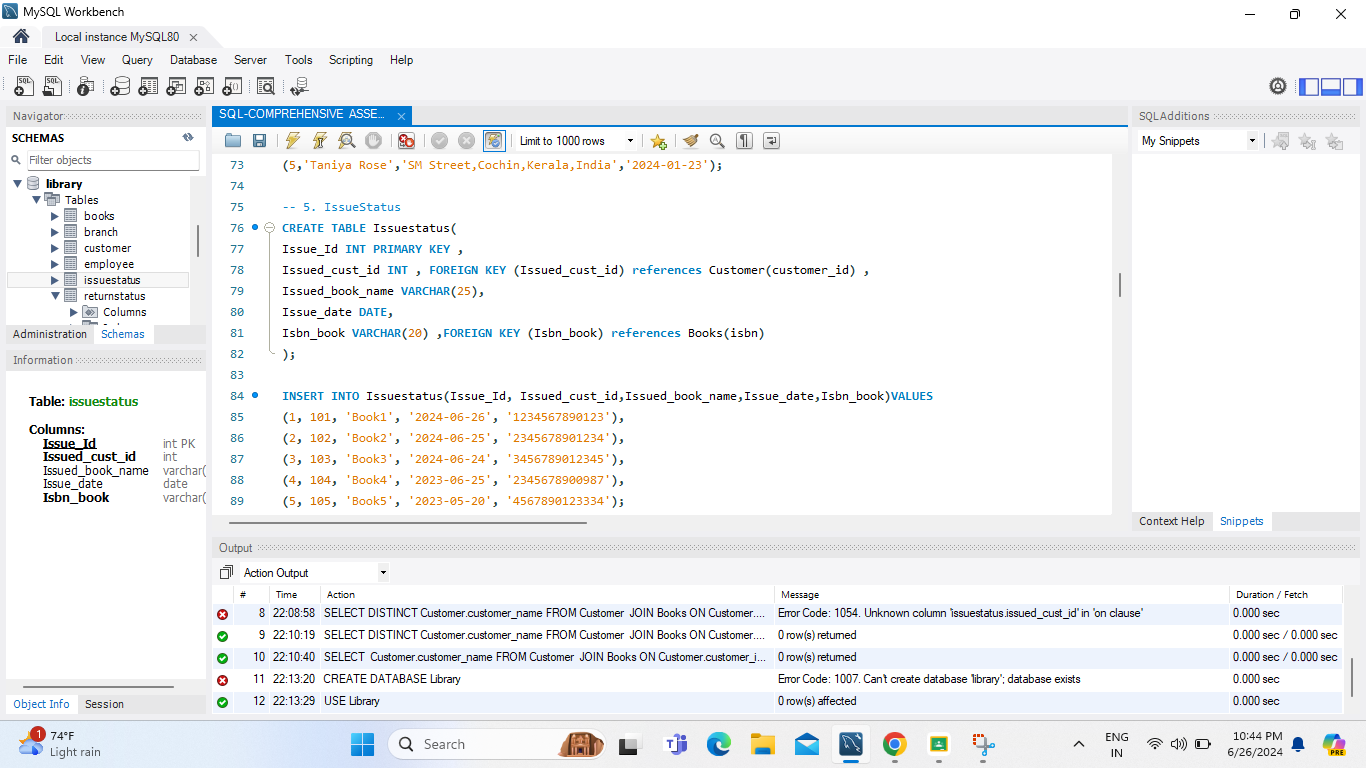 MySQL Workbench
Local instance MySQL80
File Edit View Query Database Server Tools Scripting Help
Navigator
SCHEMAS
Filter objects
library
Tables
books
branch
customer
employee
issuestatus
returnstatus
Columns
Administration Schemas
Information
Table: issuestatus
Columns:
Issue_Id int PK
Issued_cust_id int
Issued_book_name varchar(
Issue_date date
Isbn_book varchar(
Object Info Session
SQL-COMPREHENSIVE ASSE...
Limit to 1000 rows
73 (5,'Taniya Rose','SM Street,Cochin,Kerala,India','2024-01-23');
74
75 -- 5. IssueStatus
76 CREATE TABLE Issuestatus(
77 Issue_Id INT PRIMARY KEY ,
78 Issued_cust_id INT , FOREIGN KEY (Issued_cust_id) references Customer(customer_id) ,
79 Issued_book_name VARCHAR(25),
80 Issue_date DATE,
81 Isbn_book VARCHAR(20) ,FOREIGN KEY (Isbn_book) references Books(isbn)
82 );
83
84 INSERT INTO Issuestatus(Issue_Id, Issued_cust_id,Issued_book_name,Issue_date,Isbn_book)VALUES
85 (1, 101, 'Book1', '2024-06-26', '1234567890123'),
86 (2, 102, 'Book2', '2024-06-25', '2345678901234'),
87 (3, 103, 'Book3', '2024-06-24', '3456789012345'),
88 (4, 104, 'Book4', '2023-06-25', '2345678900987'),
89 (5, 105, 'Book5', '2023-05-20', '4567890123334');
SQLAdditions
My Snippets
Context Help Snippets
Output
Action Output
# Time Action Message Duration / Fetch
8 22:08:58 SELECT DISTINCT Customer.customer_name FROM Customer JOIN Books ON Customer.... Error Code: 1054. Unknown column 'issuestatus.issued_cust_id' in 'on clause' 0.000 sec
9 22:10:19 SELECT DISTINCT Customer.customer_name FROM Customer JOIN Books ON Customer.... 0 row(s) returned 0.000 sec / 0.000 sec
10 22:10:40 SELECT Customer.customer_name FROM Customer JOIN Books ON Customer.customer_i... 0 row(s) returned 0.000 sec / 0.000 sec
11 22:13:20 CREATE DATABASE Library Error Code: 1007. Can't create database 'library'; database exists 0.000 sec
12 22:13:29 USE Library 0 row(s) affected 0.000 sec
1
74°F
Light rain
Search
ENG
IN
10:44 PM
6/26/2024
PRE